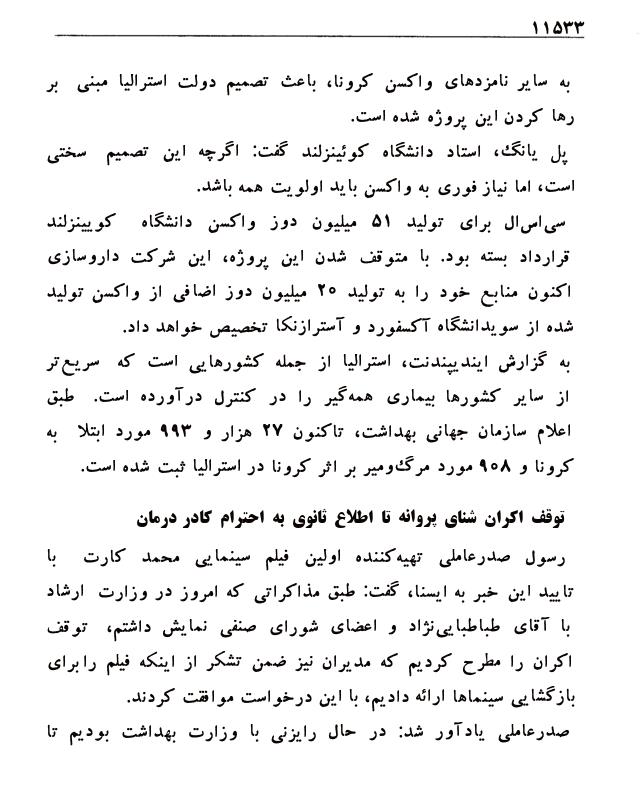 ۱۱۵۳۳
به سایر نامزدهای واکسن کرونا، باعث تصمیم دولت استرالیا مبنی بر
رها کردن این پروژه شده است.
پل یانگ، استاد دانشگاه کوئینزلند گفت: اگرچه این تصمیم سختی
است، اما نیاز فوری به واکسن باید اولویت همه باشد.
سی‌اس‌ال برای تولید ۵۱ میلیون دوز واکسن دانشگاه کویینزلند
قرارداد بسته بود. با متوقف شدن این پروژه، این شرکت داروسازی
اکنون منابع خود را به تولید ۲۰ میلیون دوز اضافی از واکسن تولید
شده از سویدانشگاه آکسفورد و آسترازنکا تخصیص خواهد داد.
به گزارش ایندیپندنت، استرالیا از جمله کشورهایی است که سریع‌تر
از سایر کشورها بیماری همه‌گیر را در کنترل درآورده است. طبق
اعلام سازمان جهانی بهداشت، تاکنون ۲۷ هزار و ۹۹۳ مورد ابتلا به
کرونا و ۹۰۸ مورد مرگ‌ومیر بر اثر کرونا در استرالیا ثبت شده است.
توقف اکران شنای پروانه تا اطلاع ثانوی به احترام کادر درمان
رسول صدرعاملی تهیه‌کننده اولین فیلم سینمایی محمد کارت با
تایید این خبر به ایسنا، گفت: طبق مذاکراتی که امروز در وزارت ارشاد
با آقای طباطبایی‌نژاد و اعضای شورای صنفی نمایش داشتم، توقف
اکران را مطرح کردیم که مدیران نیز ضمن تشکر از اینکه فیلم رابرای
بازگشایی سینماها ارائه دادیم، با این درخواست موافقت کردند.
صدرعاملی یادآور شد: در حال رایزنی با وزارت بهداشت بودیم تا